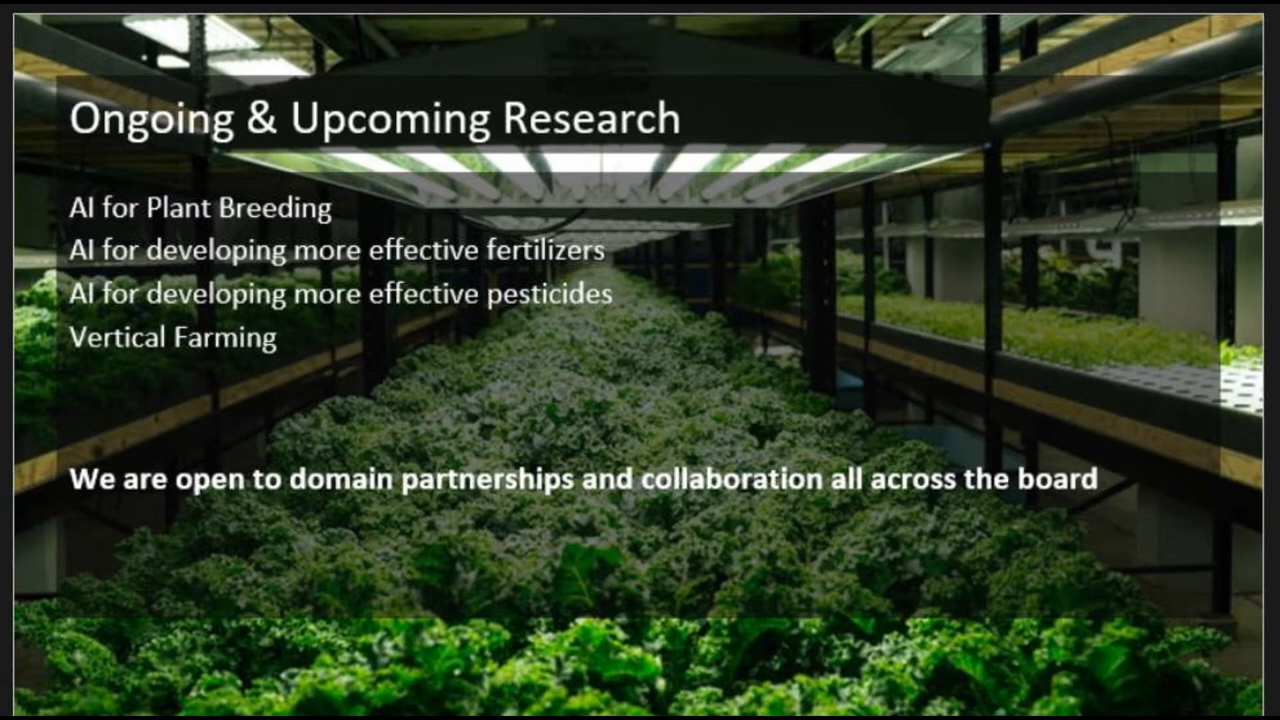 Ongoing & Upcoming Research
AI for Plant Breeding
AI for developing more effective fertilizers
AI for developing more effective pesticides
Vertical Farming
We are open to domain partnerships and collaboration all across the board